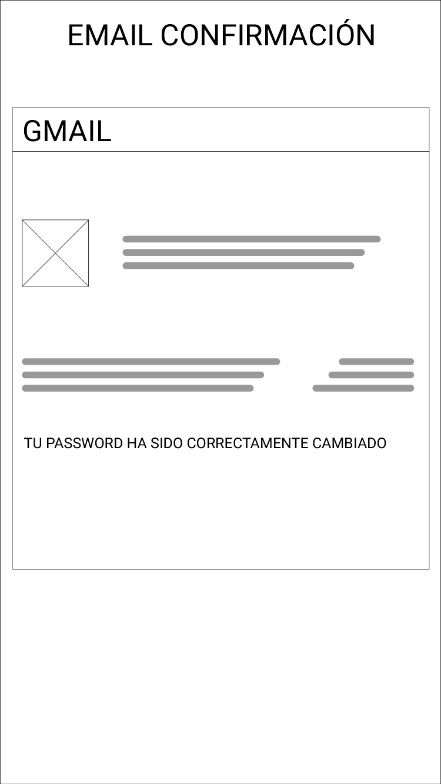 EMAIL CONFIRMACIÓN
GMAIL
TU PASSWORD HA SIDO CORRECTAMENTE CAMBIADO